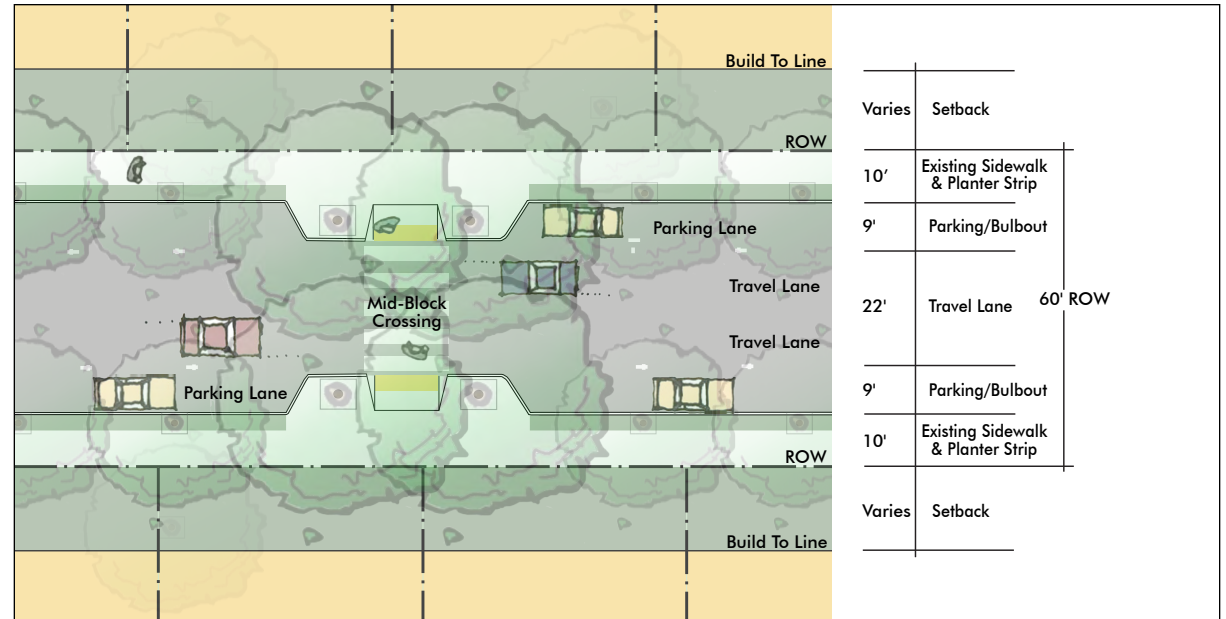 Build To Line
ROW
Parking Lane
Travel Lane
Mid-Block
Crossing
Travel Lane
Parking Lane
ROW
Build To Line
Varies Setback
10' Existing Sidewalk
& Planter Strip
9' Parking/Bulbout
22' Travel Lane 60' ROW
9' Parking/Bulbout
10' Existing Sidewalk
& Planter Strip
Varies Setback